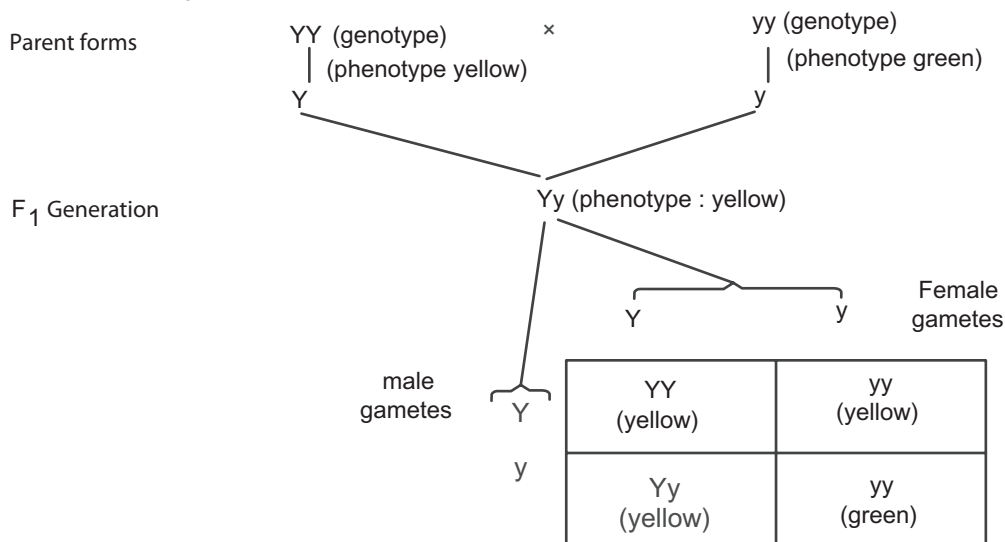 Parent forms
YY (genotype)
×
yy (genotype)
(phenotype yellow)
(phenotype green)
Y
y
F1 Generation
Yy (phenotype : yellow)
Y
y
Female
gametes
male
gametes
Y
y
YY
(yellow)
yy
(yellow)
Yy
(yellow)
yy
(green)